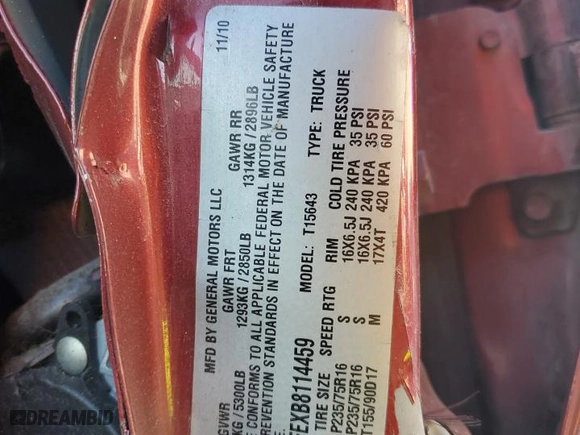 MFD BY GENERAL MOTORS LLC
11/10
GVWR
GAWR FRT
GAWR RR
KG/5300LB
1293KG/2850LB
1314KG/2896LB
CONFORMS TO ALL APPLICABLE FEDERAL MOTOR VEHICLE SAFETY
PREVENTION STANDARDS IN EFFECT ON THE DATE OF MANUFACTURE
EXB8114459
MODEL: T15643
TYPE: TRUCK
TIRE SIZE SPEED RTG RIM COLD TIRE PRESSURE
P235/75R16 S 16X6.5J 240 KPA 35 PSI
P235/75R16 S 16X6.5J 240 KPA 35 PSI
T155/90D17 M 17X4T 420 KPA 60 PSI
© DREAMBID